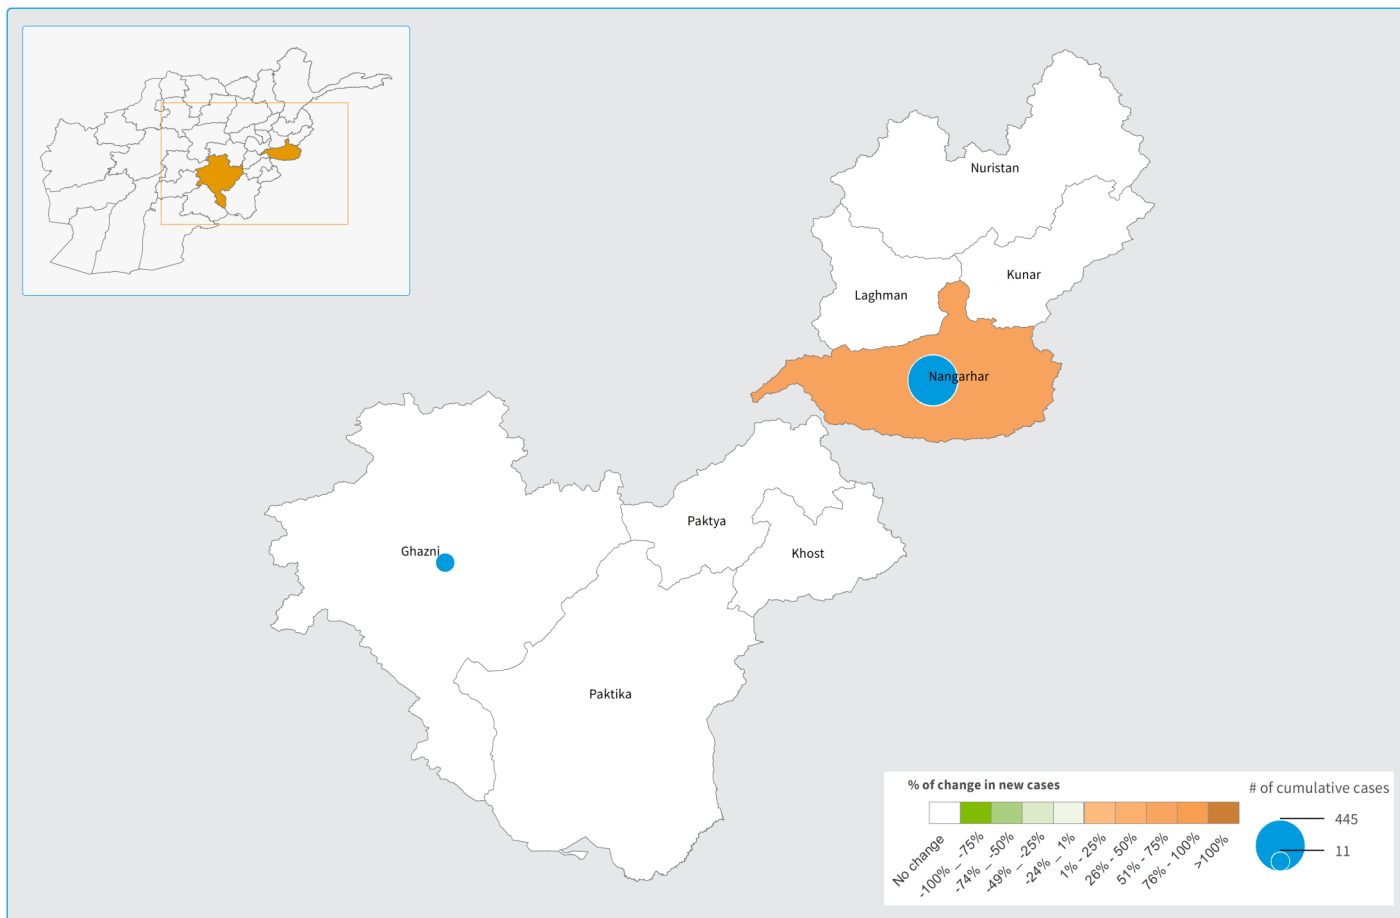 Nuristan
Kunar
Laghman
Nangarhar
Paktya
Khost
Ghazni
Paktika
% of change in new cases
No change
-100% – -75%
-74% – -50%
-49% – -25%
-24% – 1%
1% - 25%
26% - 50%
51% - 75%
76% - 100%
>100%
# of cumulative cases
445
11